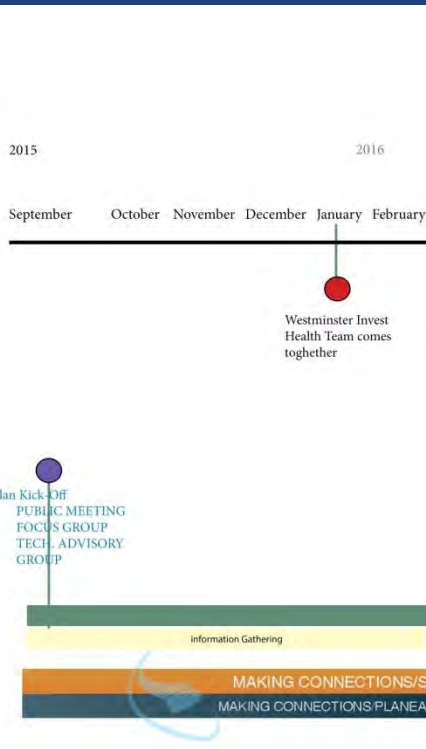 2015 2016
September October November December January February
Westminster Invest
Health Team comes
toghether
lan Kick-Off
PUBLIC MEETING
FOCUS GROUP
TECH. ADVISORY
GROUP
information Gathering
MAKING CONNECTIONS/S
MAKING CONNECTIONS/PLANEA